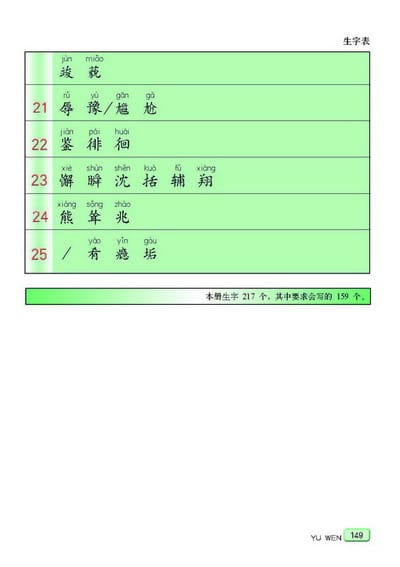 生字表
jùn miǎo
竣 藐
rǔ yù gān gà
21 辱 豫/尴 尬
jiàn pái huái
22 鉴 徘 徊
xiè shùn shěn kuò fǔ xiáng
23 懈 瞬 沈 括 辅 翔
xióng sǒng zhào
24 熊 耸 兆
yáo yǐn gòu
25 / 肴 瘾 垢
本册生字 217 个，其中要求会写的 159 个。
YU WEN 149